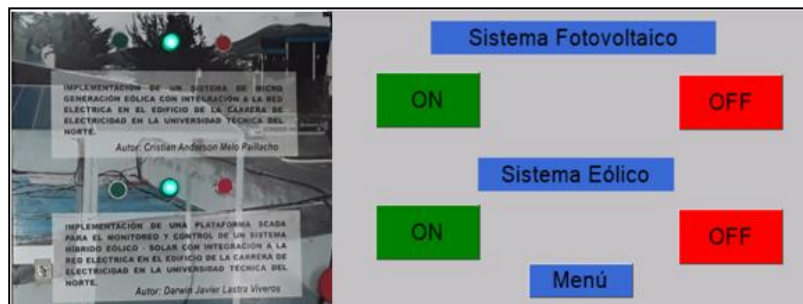 IMPLEMENTACIÓN DE UN SISTEMA DE MICRO
GENERACIÓN EÓLICA CON INTEGRACIÓN A LA RED
ELECTRICA EN EL EDIFICIO DE LA CARRERA DE
ELECTRICIDAD EN LA UNIVERSIDAD TECNICA DEL
NORTE.
Autor: Cristian Anderson Melo Paillacho
IMPLEMENTACIÓN DE UNA PLATAFORMA SCADA
PARA EL MONITOREO Y CONTROL DE UN SISTEMA
HÍBRIDO EÓLICO - SOLAR CON INTEGRACIÓN A LA
RED ELECTRICA EN EL EDIFICIO DE LA CARRERA DE
ELECTRICIDAD EN LA UNIVERSIDAD TÉCNICA DEL
NORTE.
Autor: Darwin Javier Lastra Viveros
Sistema Fotovoltaico
ON
OFF
Sistema Eólico
ON
OFF
Menú